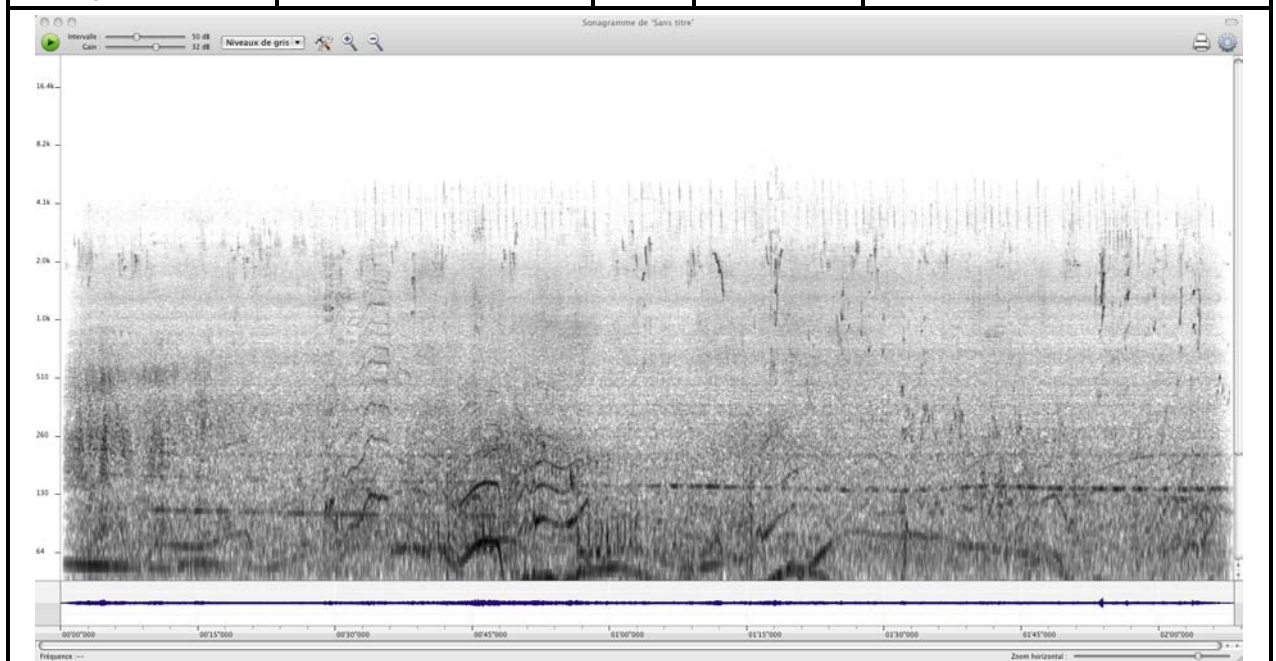 Sonagramme de 'Sans titre'
Intervalle : 50 dB
Gain : 32 dB
Niveaux de gris
16.4k
8.2k
4.1k
2.0k
1.0k
510
260
130
64
00'00"000 00'15"000 00'30"000 00'45"000 01'00"000 01'15"000 01'30"000 01'45"000 02'00"000
Fréquence : --
Zoom horizontal :